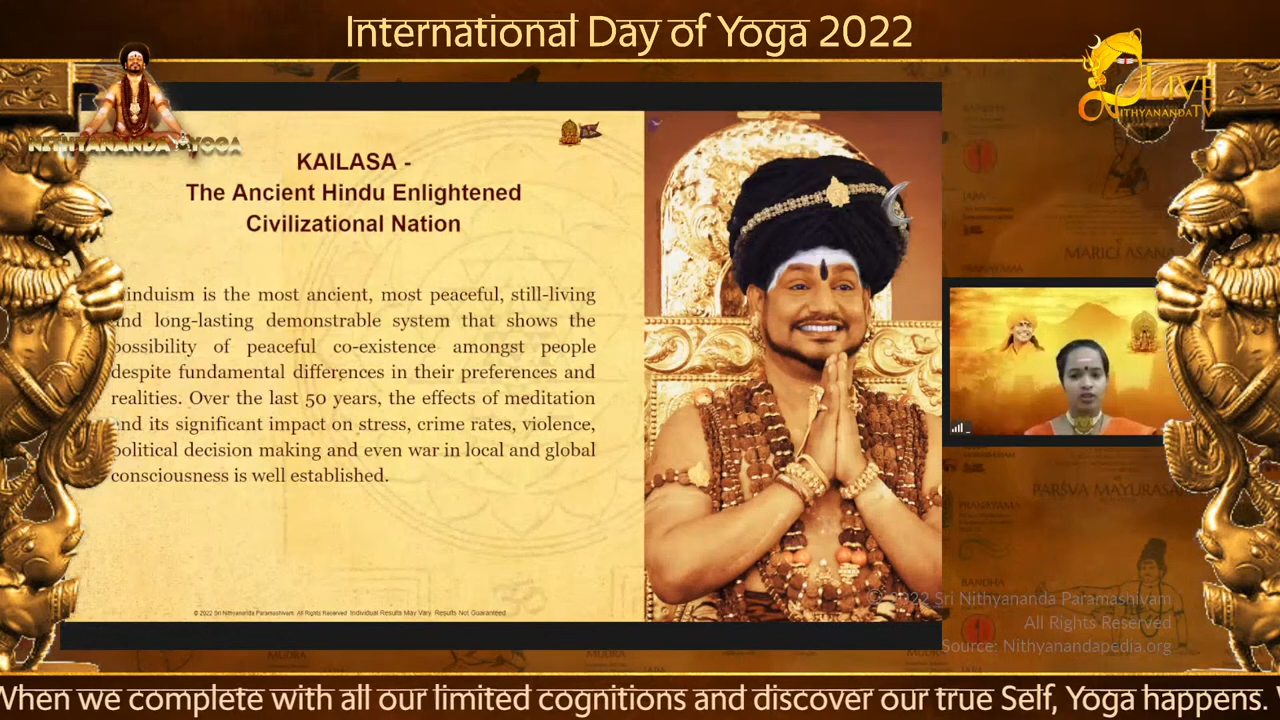 International Day of Yoga 2022
NITHYANANDA YOGA
LIVE
NITHYANANDA TV
KAILASA -
The Ancient Hindu Enlightened
Civilizational Nation
induism is the most ancient, most peaceful, still-living
and long-lasting demonstrable system that shows the
possibility of peaceful co-existence amongst people
despite fundamental differences in their preferences and
realities. Over the last 50 years, the effects of meditation
and its significant impact on stress, crime rates, violence,
political decision making and even war in local and global
consciousness is well established.
© 2022 Sri Nithyananda Paramashivam All Rights Reserved Individual Results May Vary Results Not Guaranteed
MARICI ASANA
PARSVA MAYURASA
PRANAYAMA
BANDHA
© 2022 Sri Nithyananda Paramashivam
All Rights Reserved
Source: Nithyanandapedia.org
When we complete with all our limited cognitions and discover our true Self, Yoga happens.